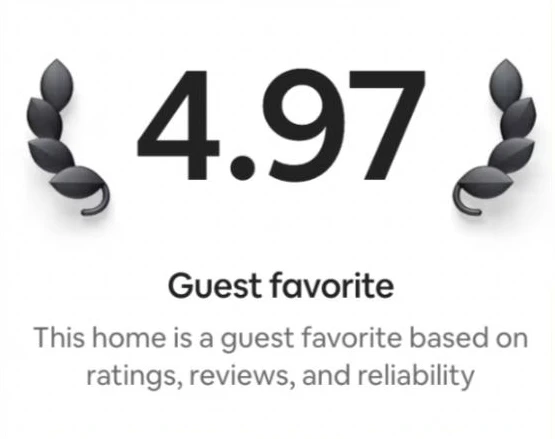 4.97
Guest favorite
This home is a guest favorite based on
ratings, reviews, and reliability